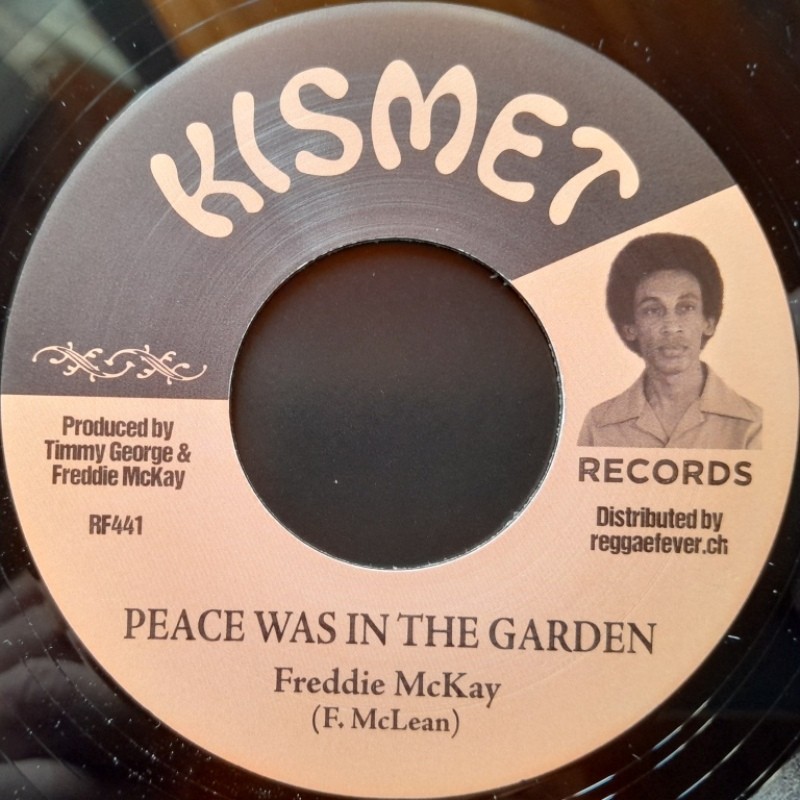 KISMET
Produced by
Timmy George &
Freddie McKay
RF441
RECORDS
Distributed by
reggaefever.ch
PEACE WAS IN THE GARDEN
Freddie McKay
(F. McLean)